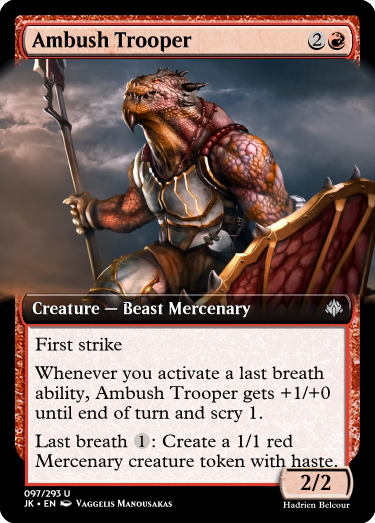 Ambush Trooper 2
Creature — Beast Mercenary
First strike
Whenever you activate a last breath
ability, Ambush Trooper gets +1/+0
until end of turn and scry 1.
Last breath 1: Create a 1/1 red
Mercenary creature token with haste.
2/2
097/293 U
JK • EN Vaggelis Manousakas
Hadrien Belcour